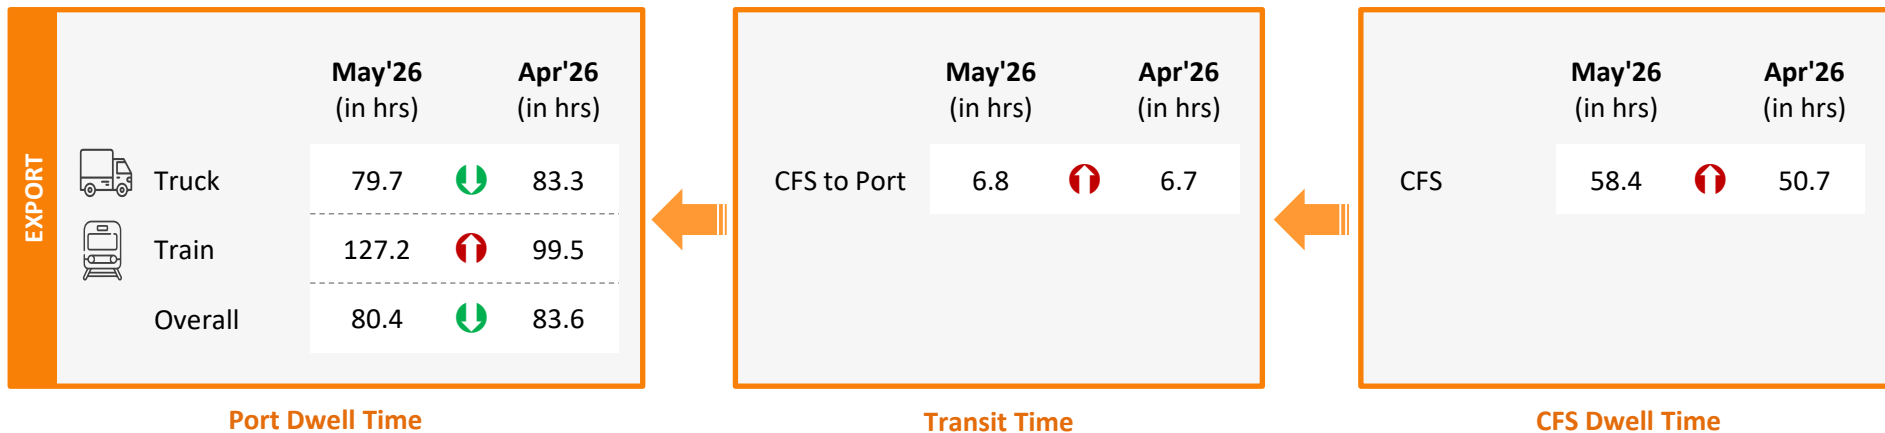 EXPORT
May'26 Apr'26
(in hrs) (in hrs)
Truck 79.7 83.3
Train 127.2 99.5
Overall 80.4 83.6
Port Dwell Time
May'26 Apr'26
(in hrs) (in hrs)
CFS to Port 6.8 6.7
Transit Time
May'26 Apr'26
(in hrs) (in hrs)
CFS 58.4 50.7
CFS Dwell Time